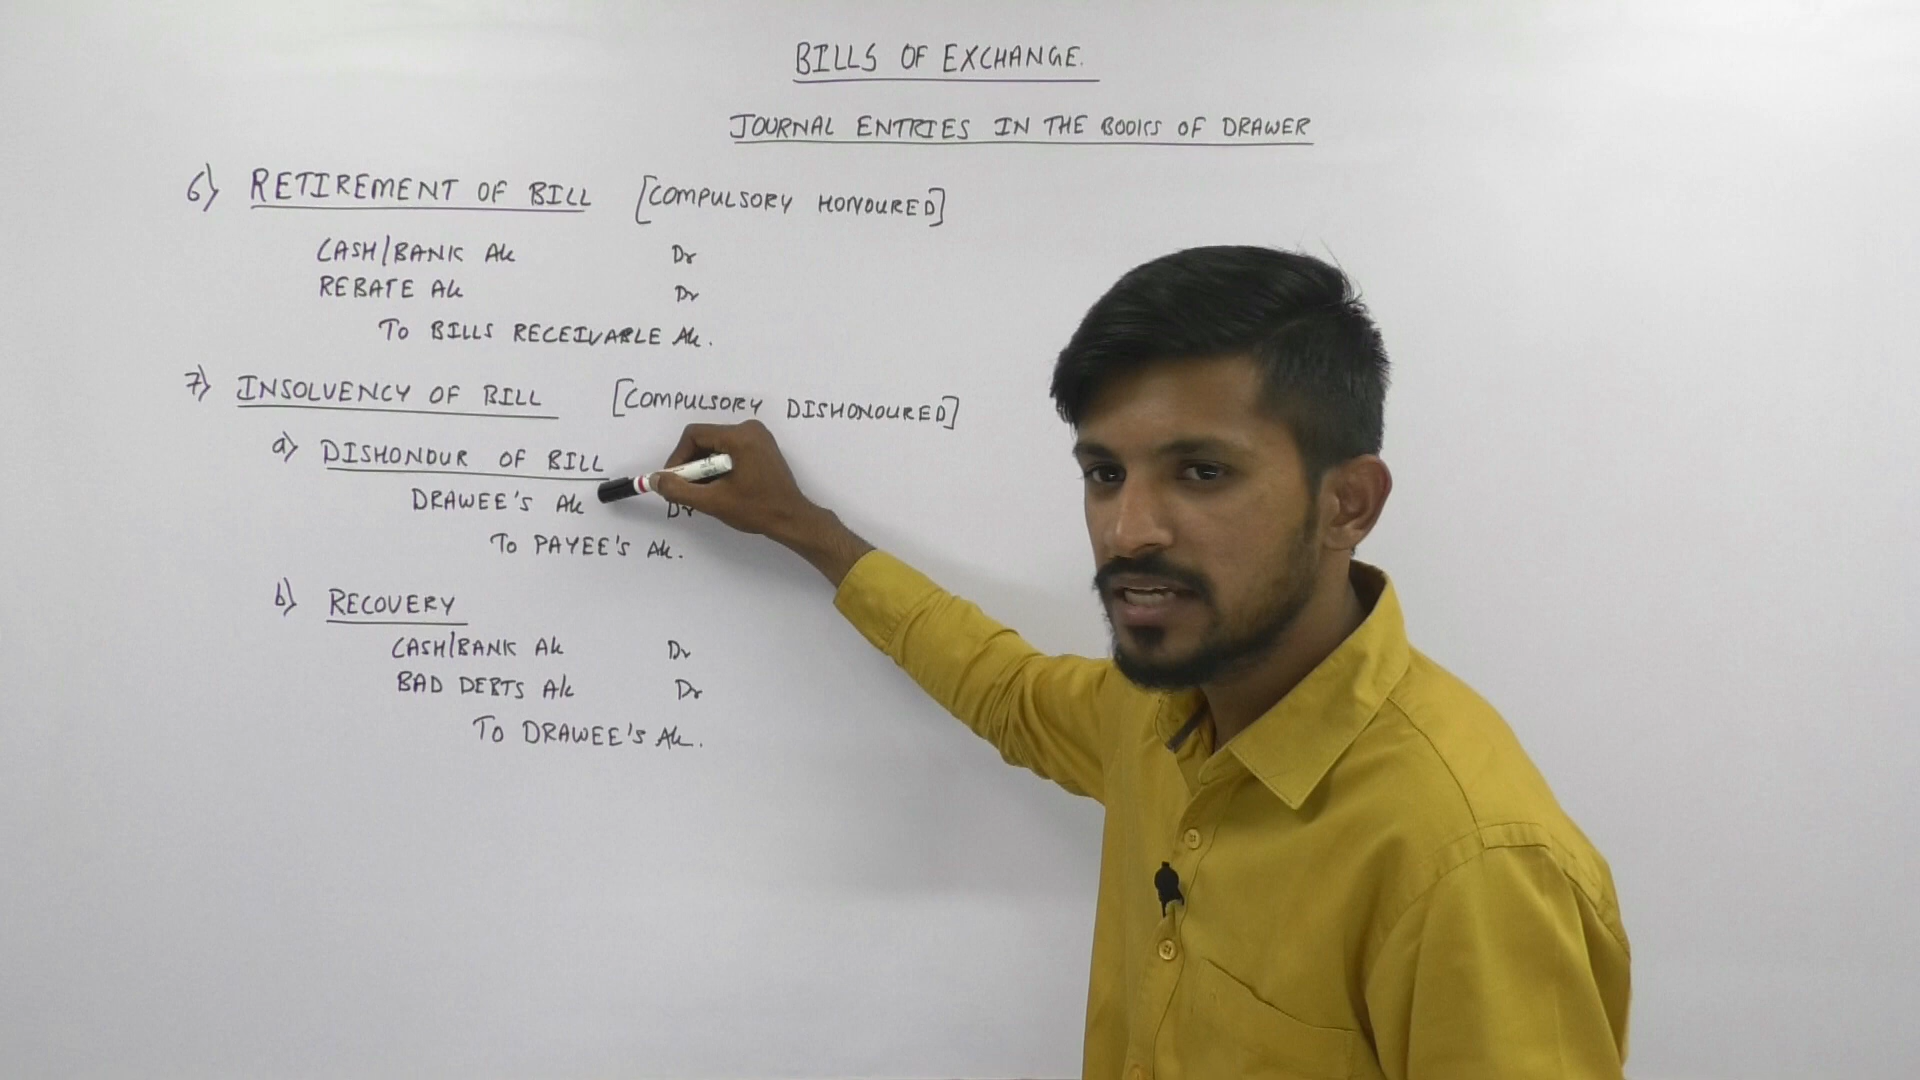 BILLS OF EXCHANGE.
JOURNAL ENTRIES IN THE BOOKS OF DRAWER
6) RETIREMENT OF BILL [COMPULSORY HONOURED]
CASH/BANK A/c Dr
REBATE A/c Dr
TO BILLS RECEIVABLE A/c.
7) INSOLVENCY OF BILL [COMPULSORY DISHONOURED]
a) DISHONOUR OF BILL
DRAWEE'S A/c Dr
TO PAYEE'S A/c.
b) RECOVERY
CASH/BANK A/c Dr
BAD DEBTS A/c Dr
TO DRAWEE'S A/c.